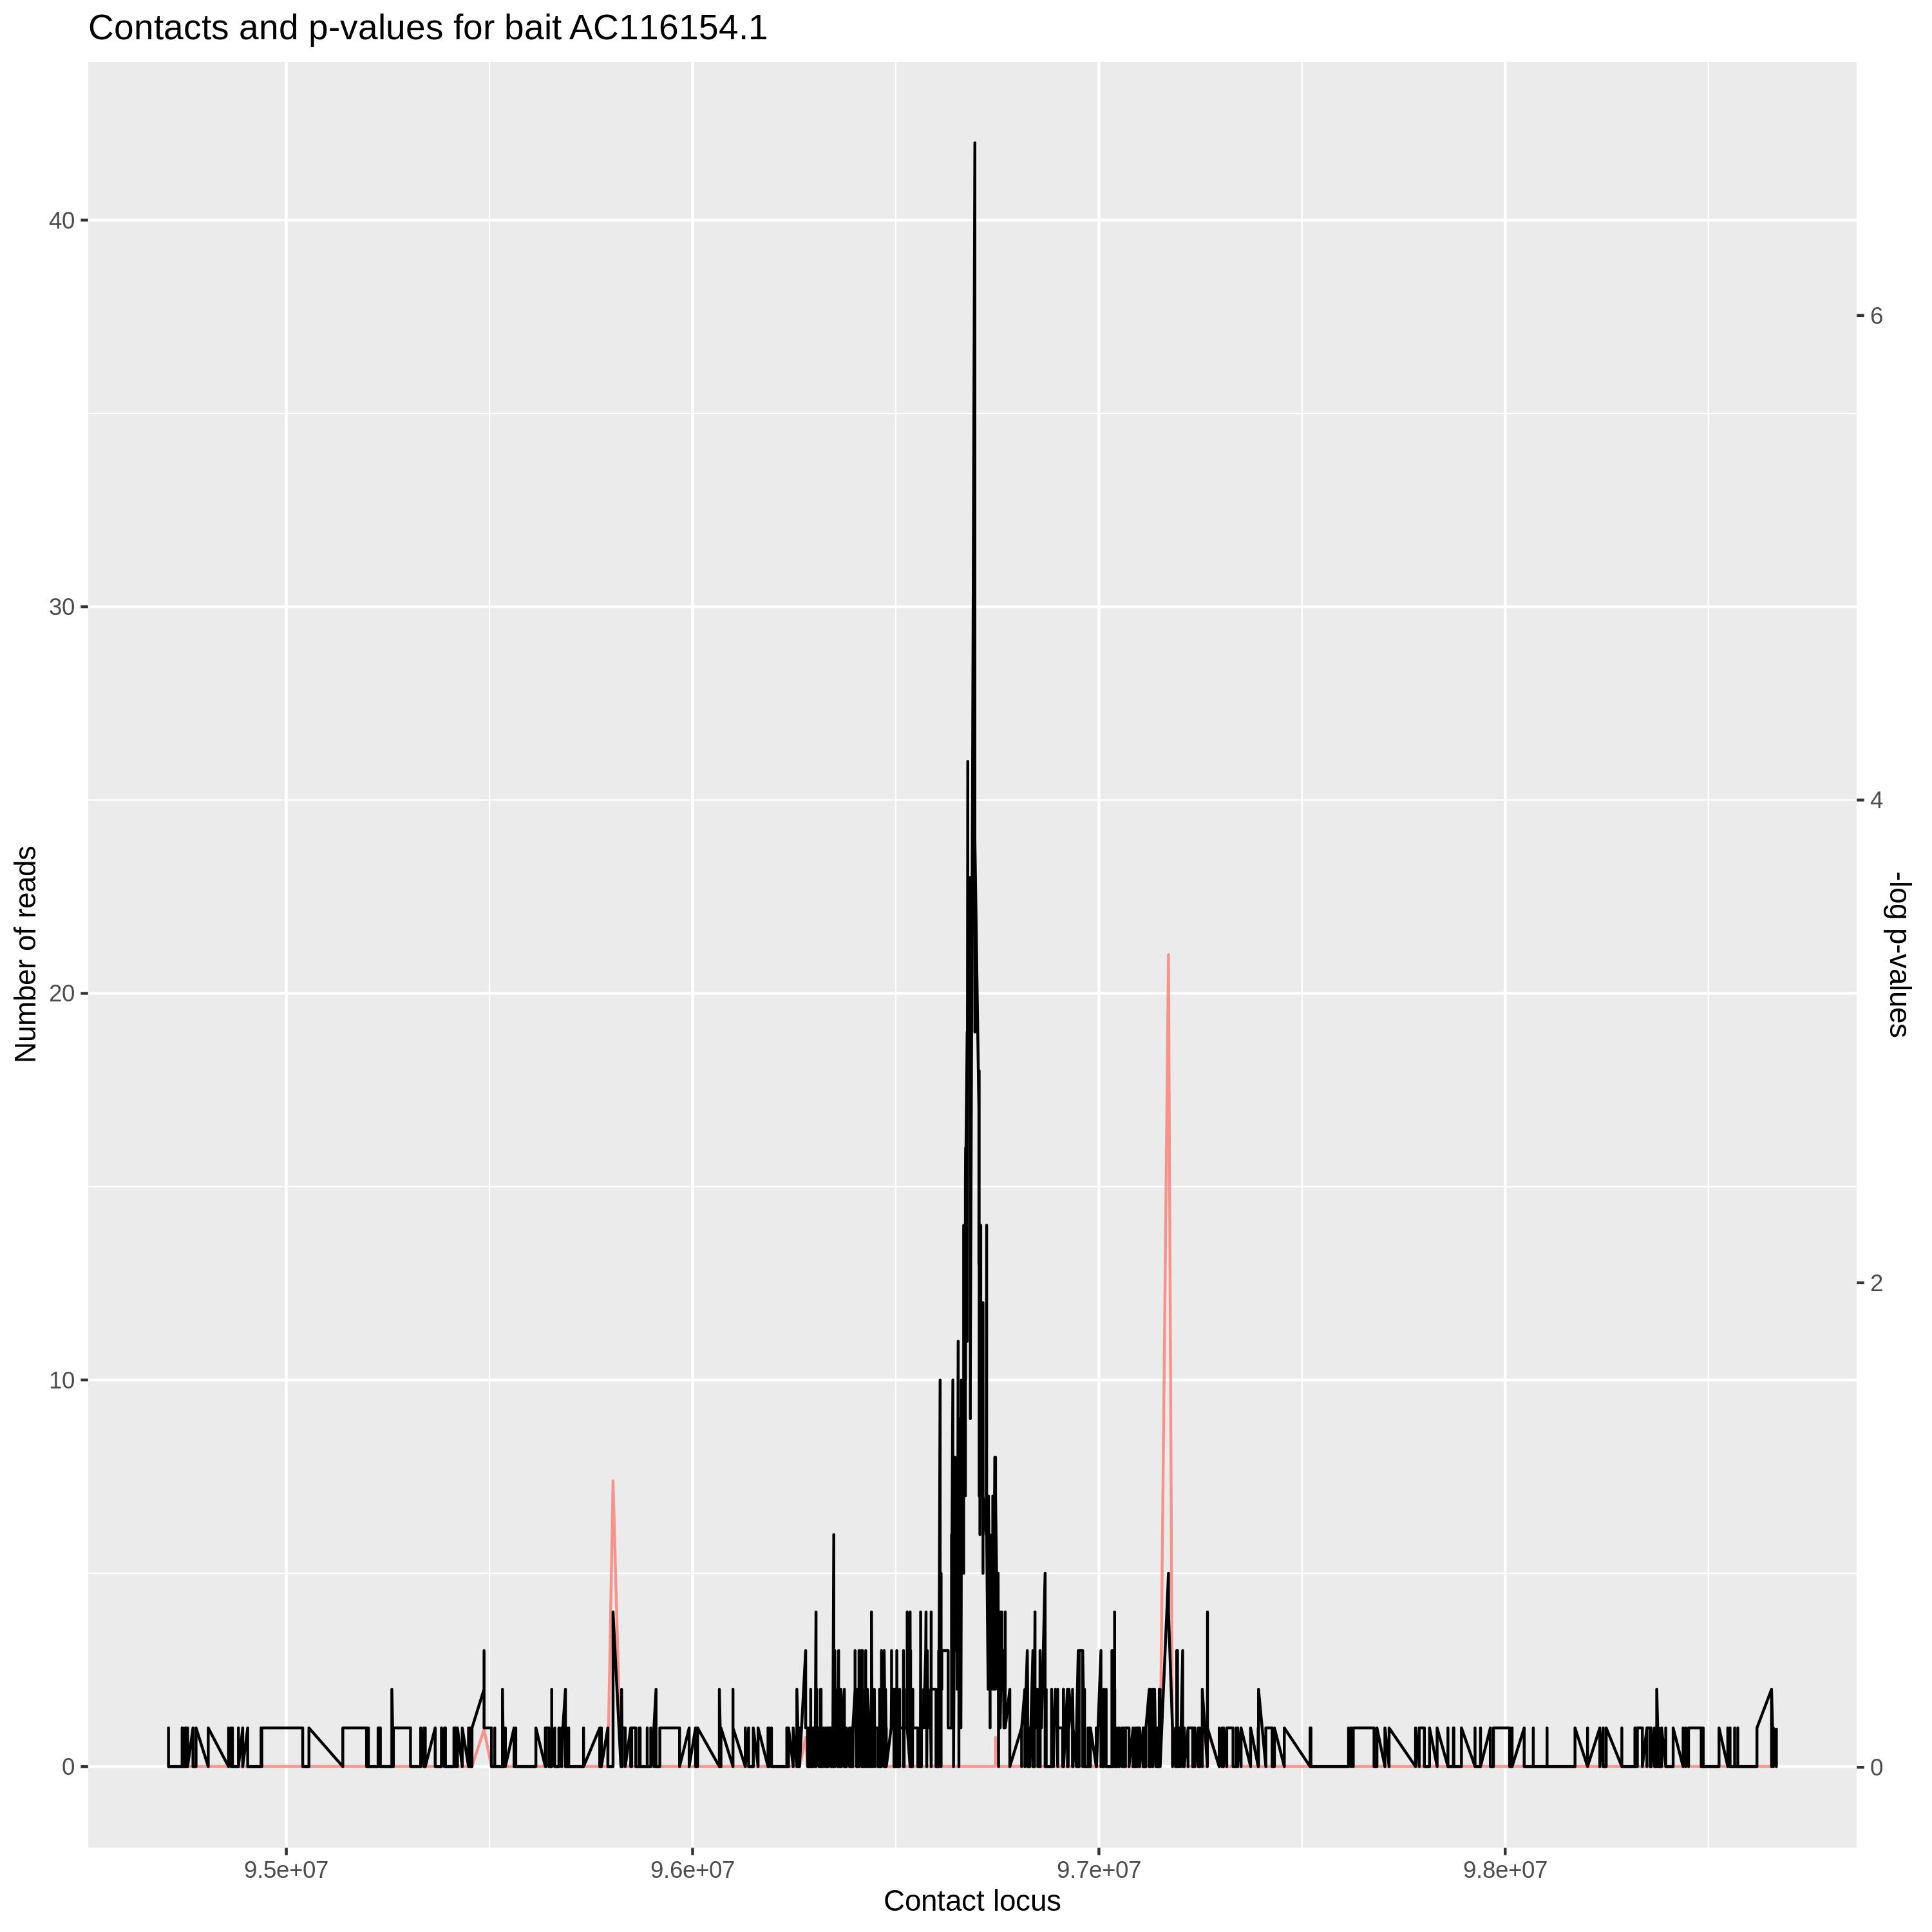 Contacts and p-values for bait AC116154.1
40
30
20
10
0
Number of reads
6
4
2
0
-log p-values
9.5e+07
9.6e+07
9.7e+07
9.8e+07
Contact locus